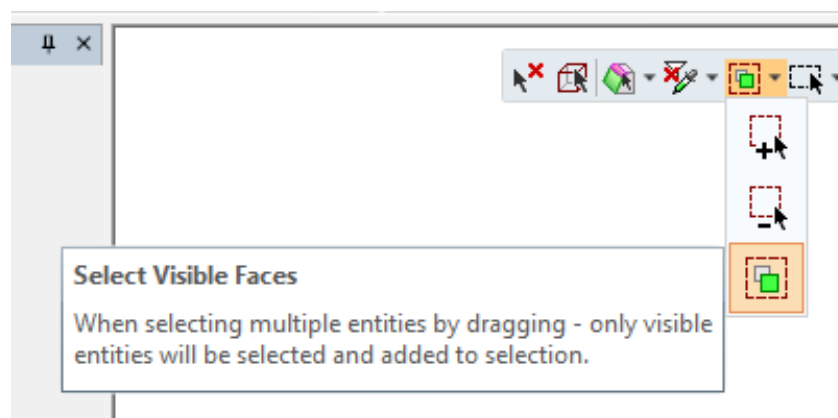 Select Visible Faces
When selecting multiple entities by dragging - only visible
entities will be selected and added to selection.